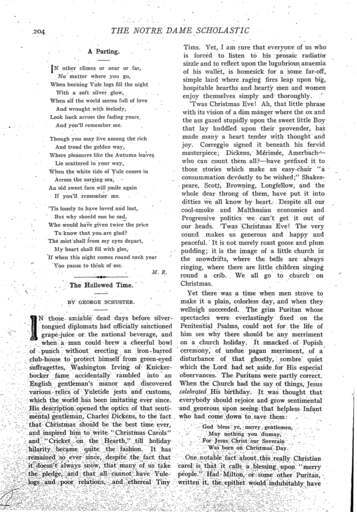 204
THE NOTRE DAME SCHOLASTIC
A Parting.
IN other climes or near or far,
No matter where you go,
When burning Yule logs fill the night
With a soft silver glow,
When all the world seems full of love
And wrought with melody,
Look back across the fading years,
And you'll remember me.
Though you may live among the rich
And tread the golden way,
Where pleasures like the Autumn leaves
Lie scattered in your way,
When the white tide of Yule comes in
Across the surging sea,
An old sweet face will smile again
If you'll remember me.
'Tis lonely to have loved and lost,
But why should one be sad,
Who would have given twice the price
To know that you are glad?
The mist shall from my eyes depart,
My heart shall fill with glee,
If when this night comes round each year
You pause to think of me.
M. R.
The Hallowed Time.
BY GEORGE SCHUSTER.
IN those amiable dead days before silver-
tongued diplomats had officially sanctioned
grape-juice or the national beverage, and
when a man could brew a cheerful bowl
of punch without erecting an iron-barred
club-house to protect himself from green-eyed
suffragettes, Washington Irving of Knicker-
bocker fame accidentally rambled into an
English gentleman's manor and discovered
various relics of Yuletide jests and customs,
which the world has been imitating ever since.
His description opened the optics of that senti-
mental gentleman, Charles Dickens, to the fact
that Christmas should be the best time ever,
and inspired him to write "Christmas Carols"
and "Cricket on the Hearth," till holiday
hilarity became quite the fashion. It has
remained so ever since, despite the fact that
it doesn't always snow, that many of us take
the pledge, and that all cannot have Yule-
logs and poor relations, and ethereal Tiny
Tims. Yet, I am sure that everyone of us who
is forced to listen to his prosaic radiator
sizzle and to reflect upon the lugubrious anaemia
of his wallet, is homesick for a some far-off,
simple land where raging fires leap upon big,
hospitable hearths and hearty men and women
enjoy themselves simply and thoroughly.
'Twas Christmas Eve! Ah, that little phrase
with its vision of a dim manger where the ox and
the ass gazed stupidly upon the sweet little Boy
that lay huddled upon their provender, has
made many a heart tender with thought and
joy. Correggio signed it beneath his fervid
masterpiece; Dickens, Mérimée, Amerbach—
who can count them all?—have prefixed it to
those stories which make an easy-chair "a
consummation devoutly to be wished;" Shakes-
peare, Scott, Browning, Longfellow, and the
whole dear throng of them, have put it into
ditties we all know by heart. Despite all our
coal-smoke and Malthusian economics and
Progressive politics we can't get it out of
our heads. 'Twas Christmas Eve! The very
sound makes us generous and happy and
peaceful. It is not merely roast goose and plum
pudding; it is the image of a little church in
the snowdrifts, where the bells are always
ringing, where there are little children singing
round a crib. We all go to church on
Christmas.
Yet there was a time when men strove to
make it a plain, colorless day, and when they
wellnigh succeeded. The grim Puritan whose
spectacles were everlastingly fixed on the
Penitential Psalms, could not for the life of
him see why there should be any merriment
on a church holiday. It smacked of Popish
ceremony, of undue pagan merriment, of a
disturbance of that ghostly, zombre quiet
which the Lord had set aside for His especial
observances. The Puritans were partly correct.
When the Church had the say of things, Jesus
celebrated His birthday. It was thought that
everybody should rejoice and grow sentimental
and generous upon seeing that helpless Infant
who had come down to save them:
God bless ye, merry gentlemen,
May nothing you dismay,
For Jesus Christ our Saverain
Was born on Christmas Day.
One notable fact about this really Christian
carol is that it calls a blessing upon "merry
people." Had Milton, or some other Puritan,
written it, the epithet would indubitably have